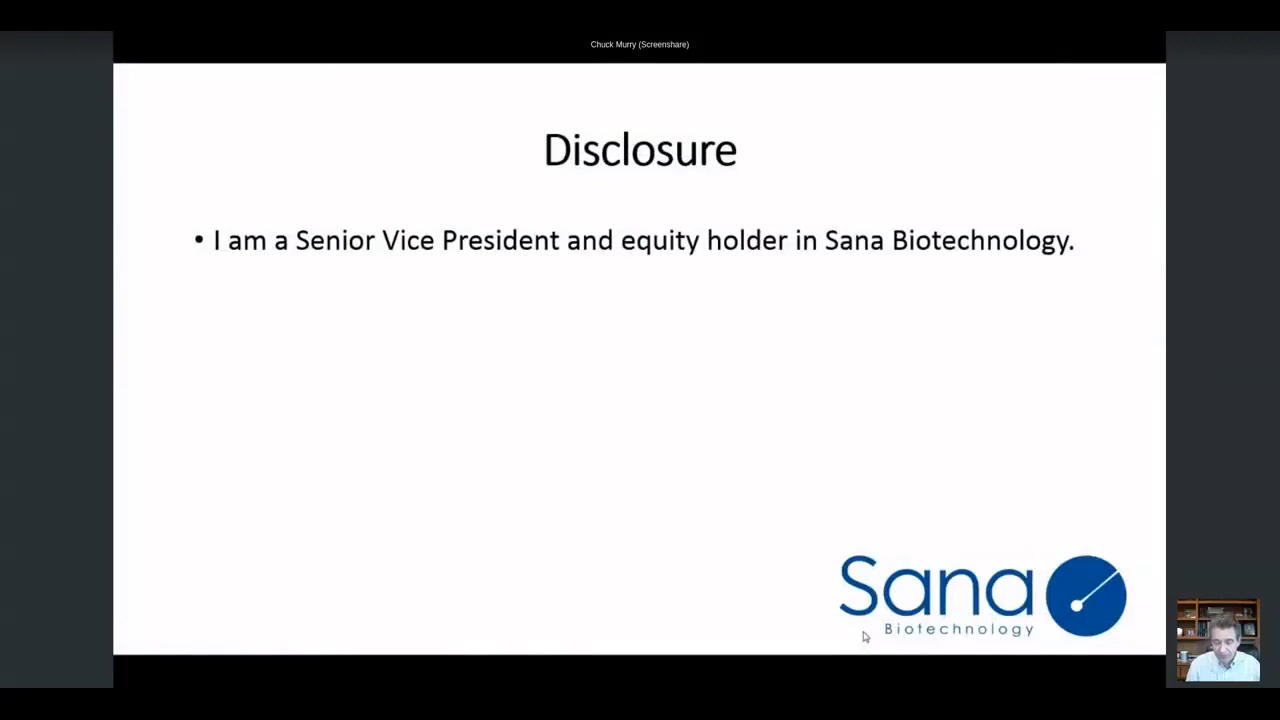 Chuck Murry (Screenshare)
Disclosure
• I am a Senior Vice President and equity holder in Sana Biotechnology.
Sana
Biotechnology